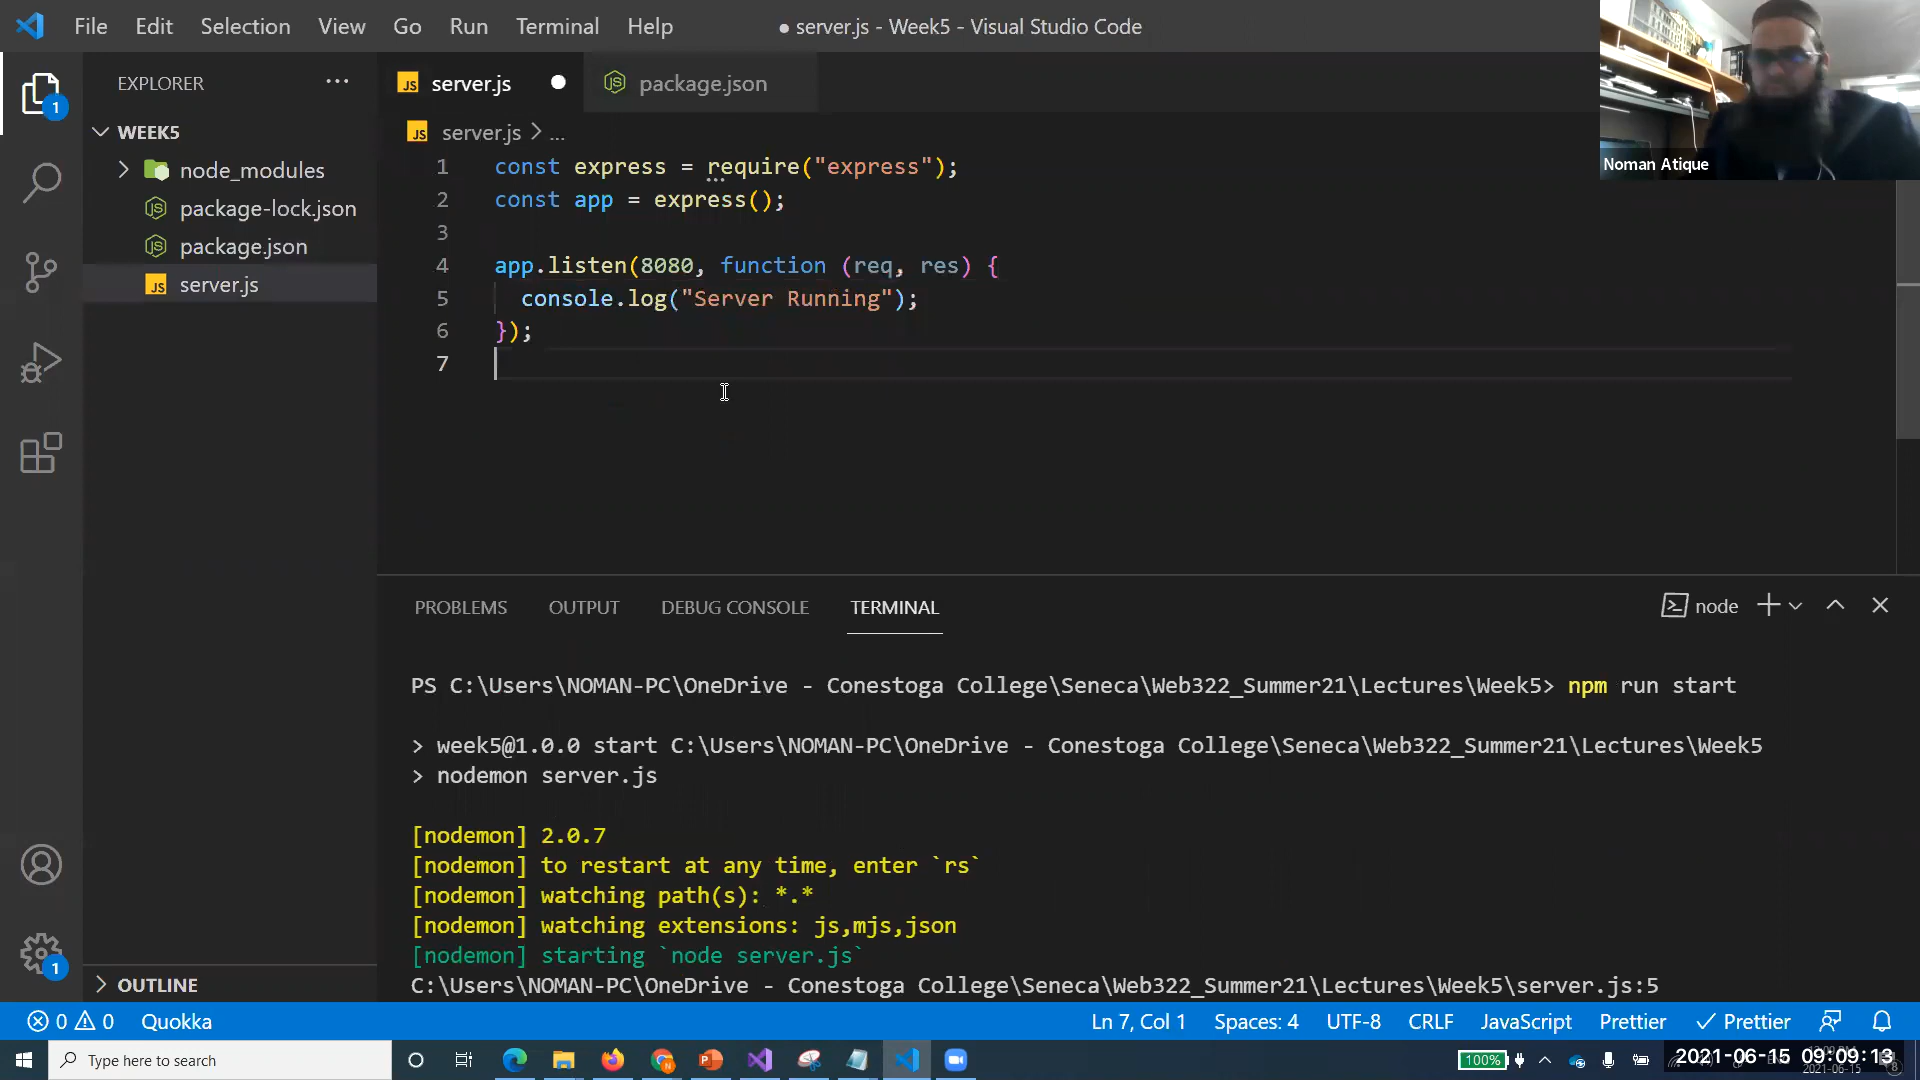 File Edit Selection View Go Run Terminal Help
● server.js - Week5 - Visual Studio Code
EXPLORER
WEEK5
node_modules
package-lock.json
package.json
server.js
OUTLINE
JS server.js
JS package.json
JS server.js > ...
1 const express = require("express");
2 const app = express();
3
4 app.listen(8080, function (req, res) {
5 console.log("Server Running");
6 });
7
Noman Atique
PROBLEMS OUTPUT DEBUG CONSOLE TERMINAL
node
PS C:\Users\NOMAN-PC\OneDrive - Conestoga College\Seneca\Web322_Summer21\Lectures\Week5> npm run start
> week5@1.0.0 start C:\Users\NOMAN-PC\OneDrive - Conestoga College\Seneca\Web322_Summer21\Lectures\Week5
> nodemon server.js
[nodemon] 2.0.7
[nodemon] to restart at any time, enter `rs`
[nodemon] watching path(s): *.*
[nodemon] watching extensions: js,mjs,json
[nodemon] starting `node server.js`
C:\Users\NOMAN-PC\OneDrive - Conestoga College\Seneca\Web322_Summer21\Lectures\Week5\server.js:5
0 0 Quokka
Ln 7, Col 1 Spaces: 4 UTF-8 CRLF JavaScript Prettier Prettier
Type here to search
100%
2021-06-15 09:09:13
2021-06-15